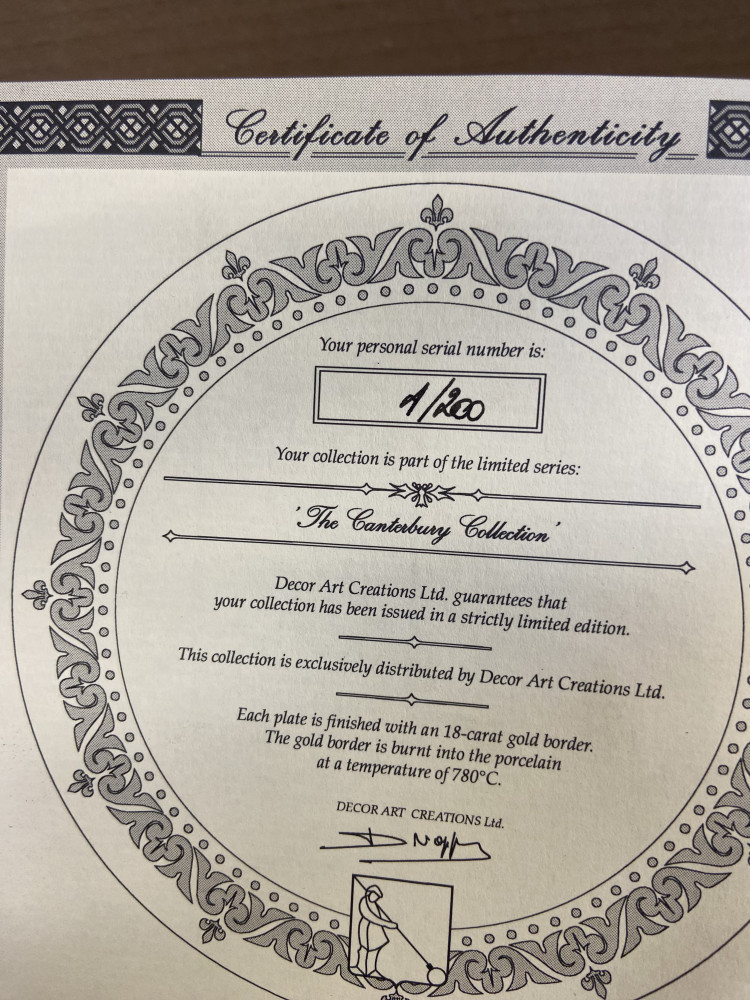 Certificate of Authenticity
Your personal serial number is:
1/200
Your collection is part of the limited series:
'The Canterbury Collection'
Decor Art Creations Ltd. guarantees that
your collection has been issued in a strictly limited edition.
This collection is exclusively distributed by Decor Art Creations Ltd.
Each plate is finished with an 18-carat gold border.
The gold border is burnt into the porcelain
at a temperature of 780°C.
DECOR ART CREATIONS Ltd.